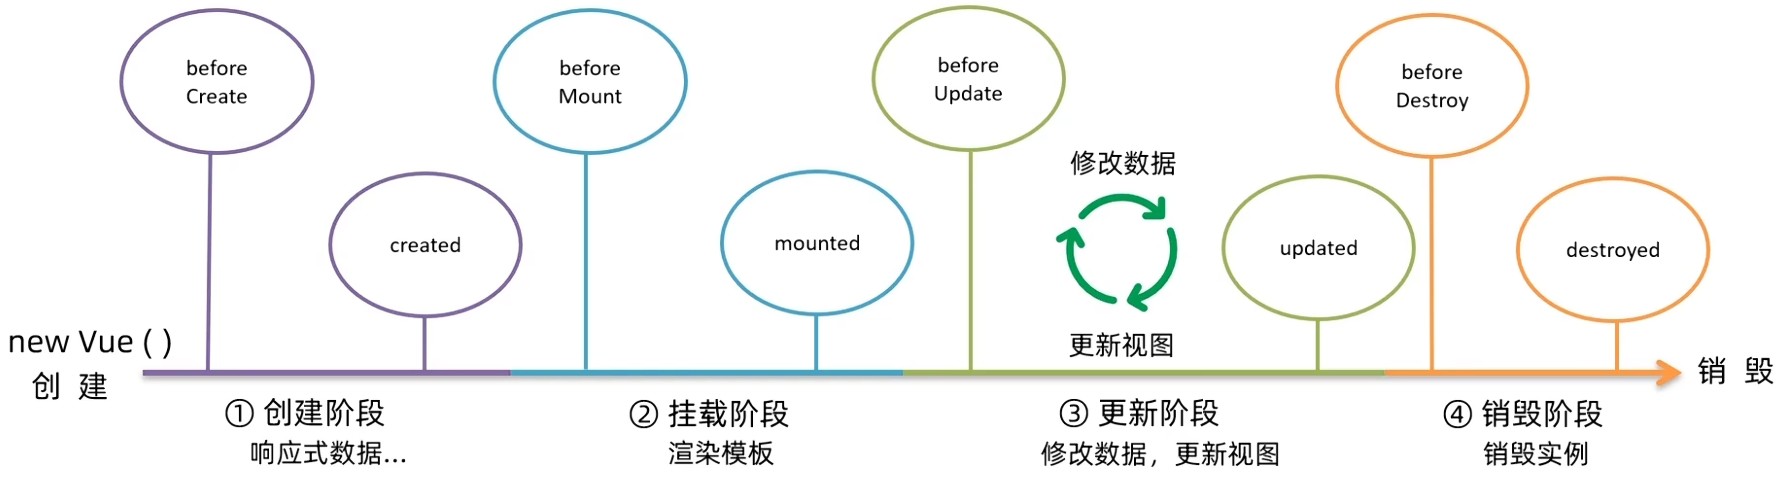 before
Create
before
Mount
before
Update
before
Destroy
修改数据
created
mounted
updated
destroyed
更新视图
new Vue ( )
创 建
销 毁
① 创建阶段
响应式数据...
② 挂载阶段
渲染模板
③ 更新阶段
修改数据，更新视图
④ 销毁阶段
销毁实例